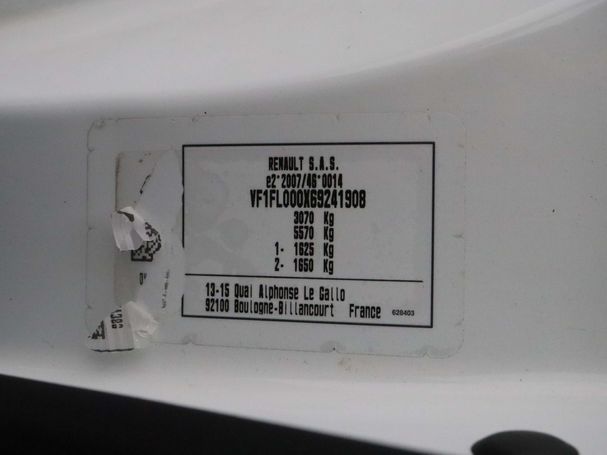 RENAULT S.A.S.
e2*2007/46*0014
VF1FL000X69241908
3070 Kg
5570 Kg
1- 1625 Kg
2- 1650 Kg
13-15 Quai Alphonse Le Gallo
92100 Boulogne-Billancourt France 628403